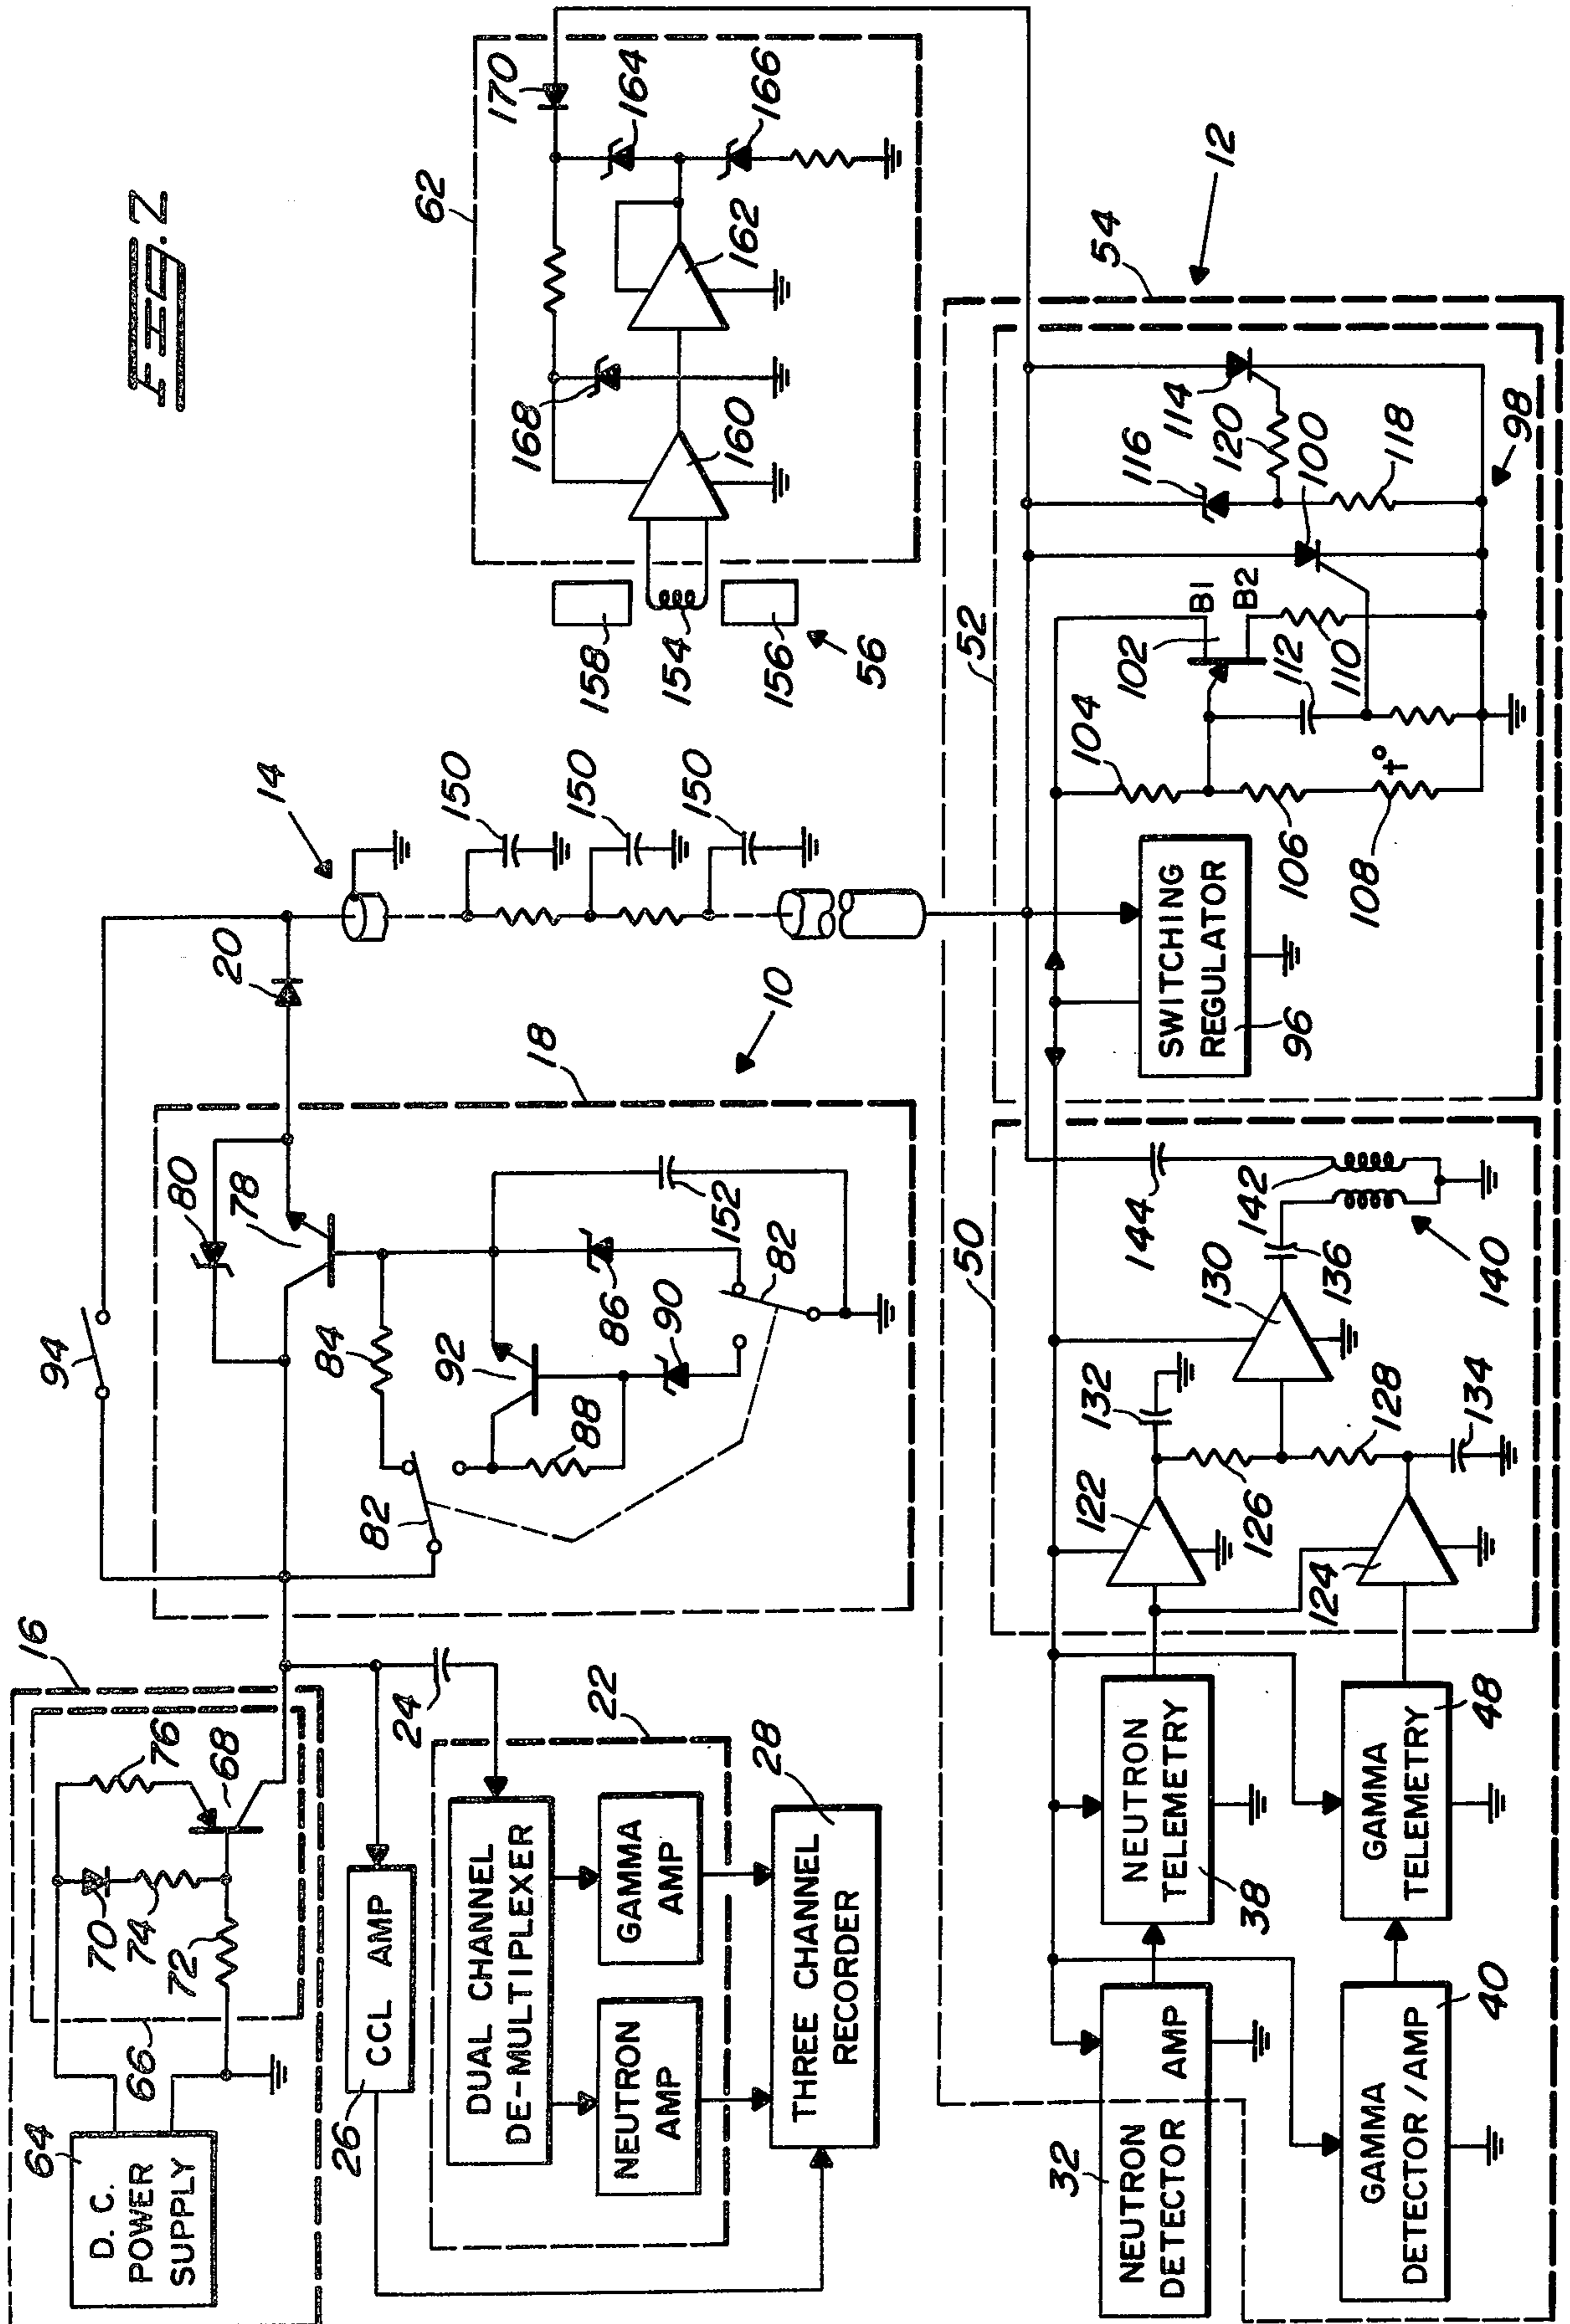 FIG. 2
16
64
D. C.
POWER
SUPPLY
66
70
74
72
76
68
94
18
80
78
84
82
92
88
86
90
82
152
20
10
14
150
150
150
24
26
CCL AMP
22
DUAL CHANNEL
DE-MULTIPLEXER
NEUTRON
AMP
GAMMA
AMP
28
THREE CHANNEL
RECORDER
62
170
164
166
168
162
160
158
154
156
56
12
54
52
SWITCHING
REGULATOR
96
104
106
108
t°
102
B1
B2
112
110
116
114
120
100
118
98
50
122
124
126
128
132
134
130
136
144
142
140
32
NEUTRON
DETECTOR AMP
38
NEUTRON
TELEMETRY
40
GAMMA
DETECTOR/AMP
48
GAMMA
TELEMETRY